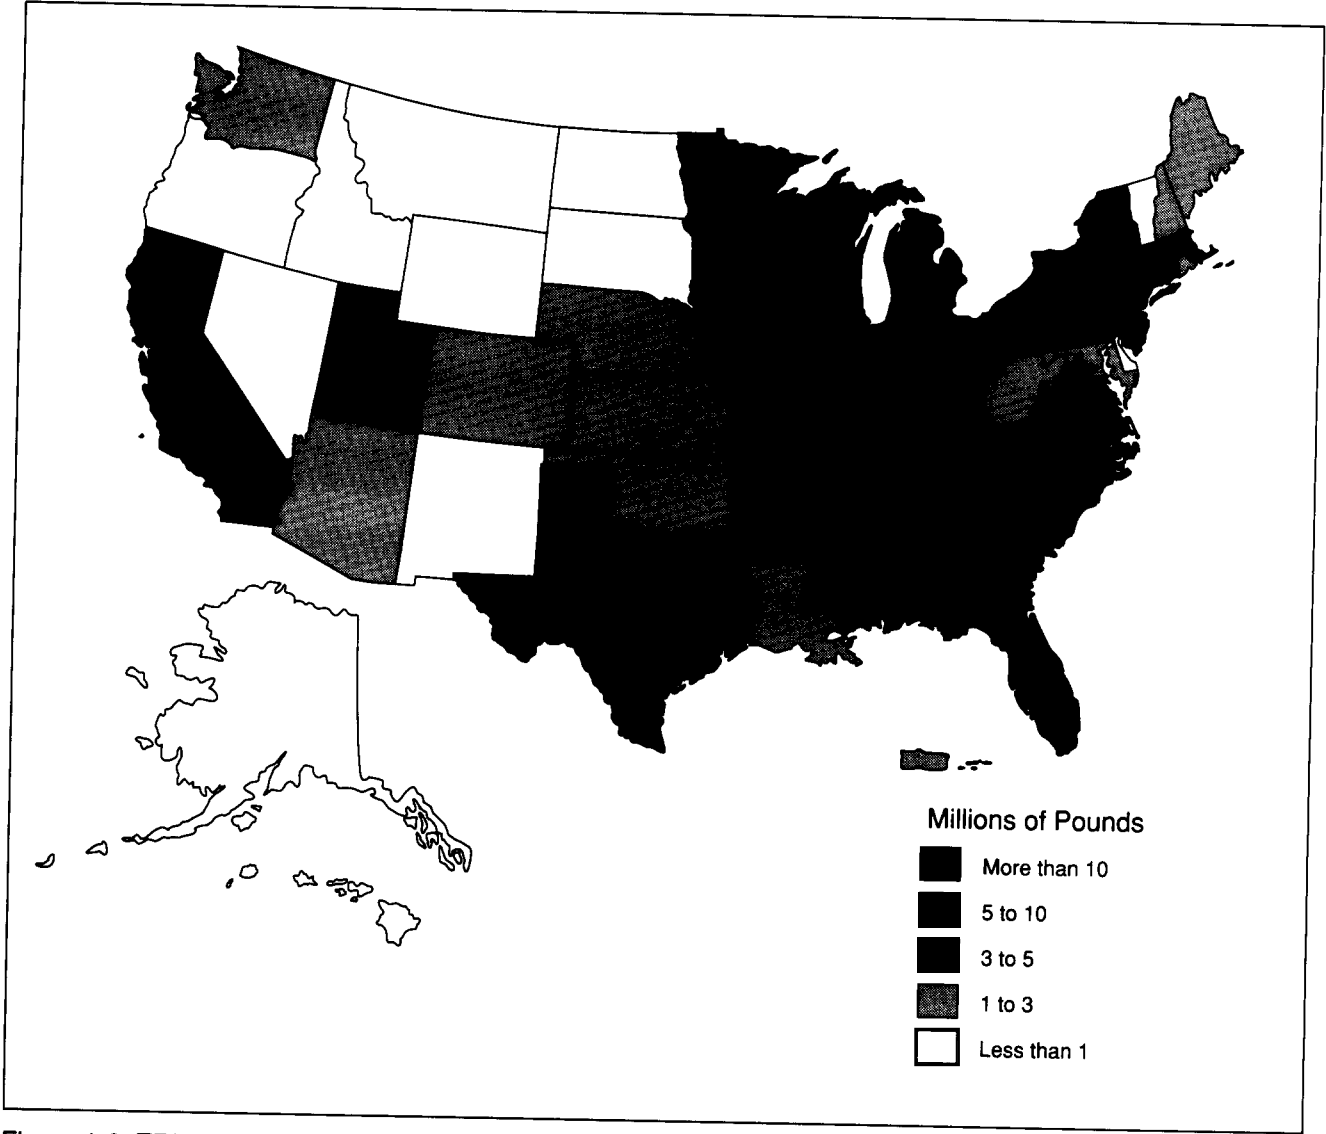 Millions of Pounds
More than 10
5 to 10
3 to 5
1 to 3
Less than 1